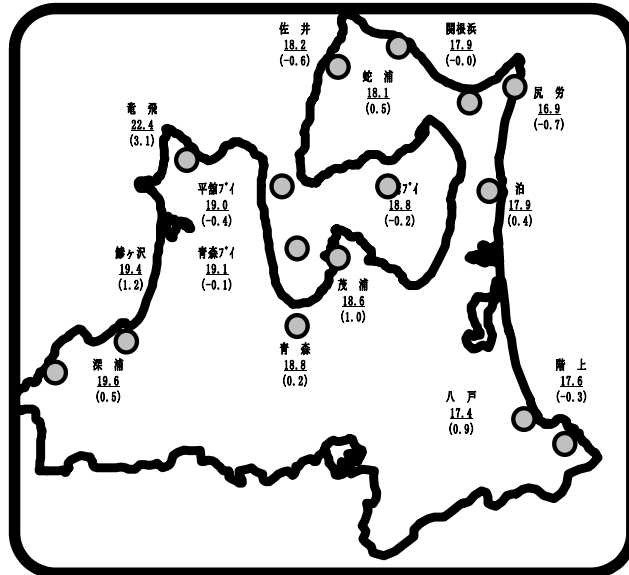 佐 井
18.2
(-0.6)
関根浜
17.9
(-0.0)
蛇 浦
18.1
(0.5)
尻 労
16.9
(-0.7)
竜 飛
22.4
(3.1)
平舘ﾌﾞｲ
19.0
(-0.4)
ﾌﾞｲ
18.8
(-0.2)
泊
17.9
(0.4)
鰺ヶ沢
19.4
(1.2)
青森ﾌﾞｲ
19.1
(-0.1)
茂 浦
18.6
(1.0)
青 森
18.8
(0.2)
深 浦
19.6
(0.5)
八 戸
17.4
(0.9)
階 上
17.6
(-0.3)